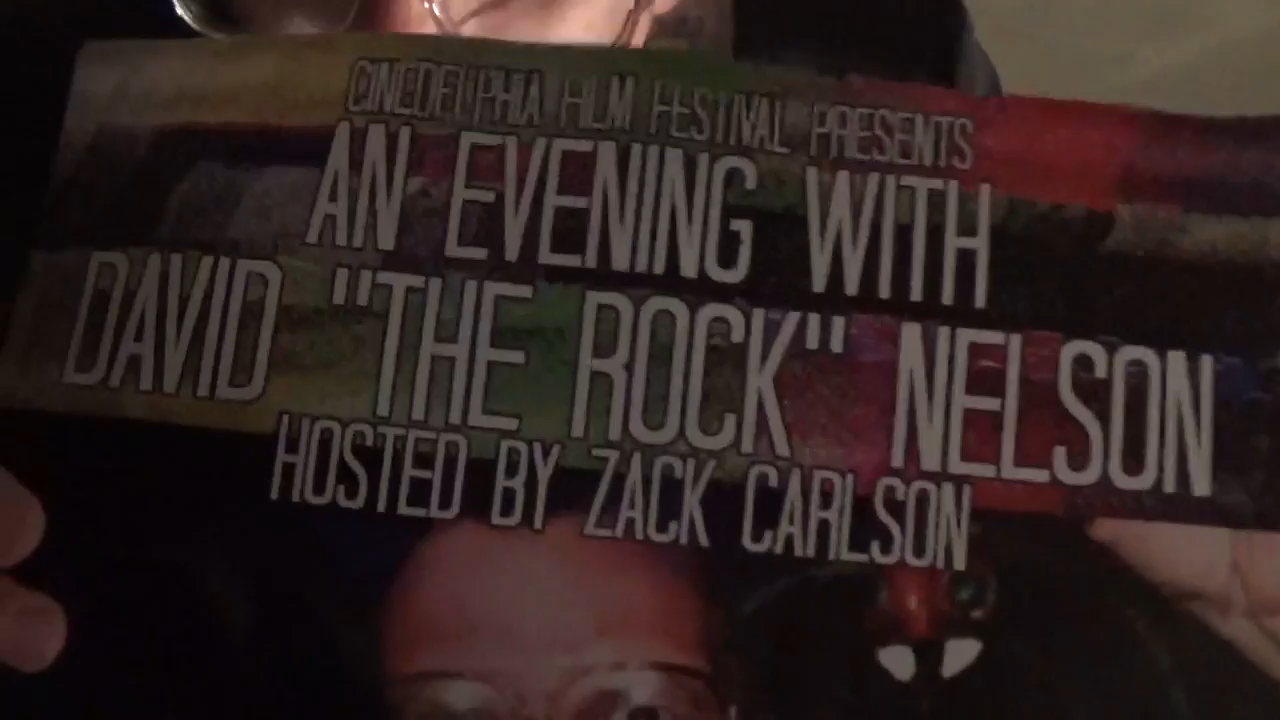 CINEDELPHIA FILM FESTIVAL PRESENTS
AN EVENING WITH
DAVID "THE ROCK" NELSON
HOSTED BY ZACK CARLSON